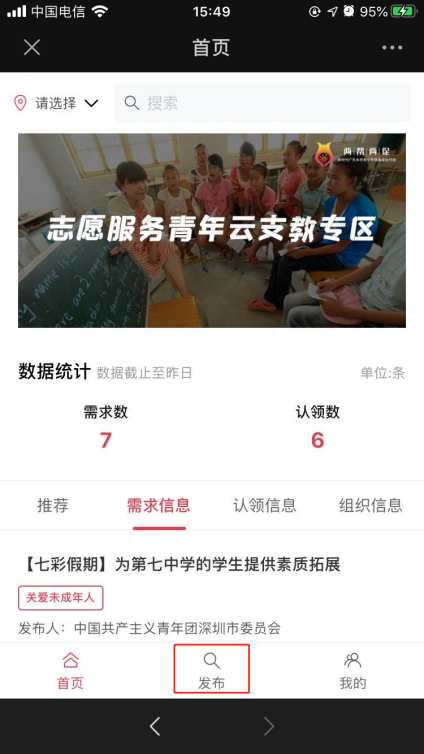 中国电信 15:49 95%
首页
请选择 搜索
两帮两促
志愿服务青年云支教专区
数据统计 数据截止至昨日 单位:条
需求数 认领数
7 6
推荐 需求信息 认领信息 组织信息
【七彩假期】为第七中学的学生提供素质拓展
关爱未成年人
发布人：中国共产主义青年团深圳市委员会
首页 发布 我的